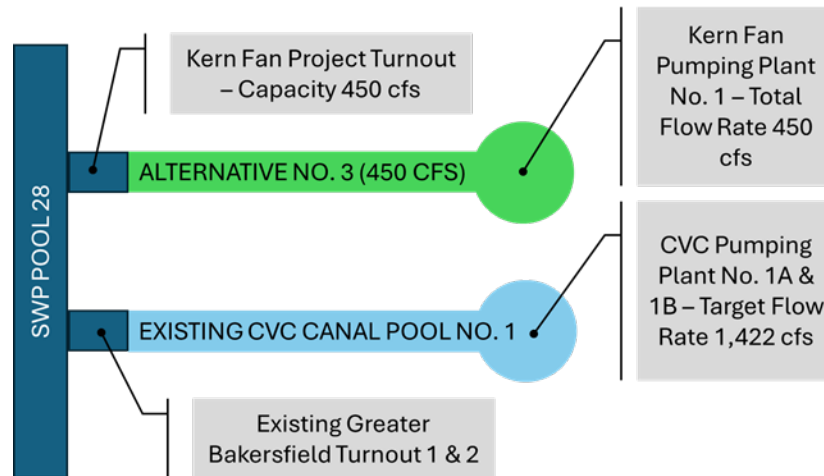 Kern Fan Project Turnout
– Capacity 450 cfs
Kern Fan
Pumping Plant
No. 1 – Total
Flow Rate 450
cfs
SWP POOL 28
ALTERNATIVE NO. 3 (450 CFS)
EXISTING CVC CANAL POOL NO. 1
CVC Pumping
Plant No. 1A &
1B – Target Flow
Rate 1,422 cfs
Existing Greater
Bakersfield Turnout 1 & 2